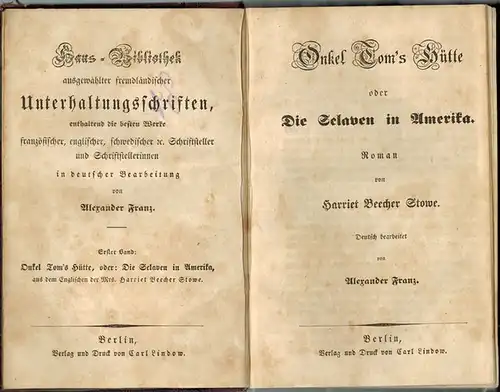 Haus-Bibliothek
ausgewählter fremdländischer
Unterhaltungsschriften,
enthaltend die besten Werke
französischer, englischer, schwedischer ꝛc. Schriftsteller
und Schriftstellerinnen
in deutscher Bearbeitung
von
Alexander Franz.
Erster Band:
Onkel Tom's Hütte, oder: Die Sclaven in Amerika,
aus dem Englischen der Mrs. Harriet Beecher Stowe.
Berlin,
Verlag und Druck von Carl Lindow.
Onkel Tom's Hütte
oder
Die Sclaven in Amerika.
Roman
von
Harriet Beecher Stowe.
Deutsch bearbeitet
von
Alexander Franz.
Berlin,
Verlag und Druck von Carl Lindow.